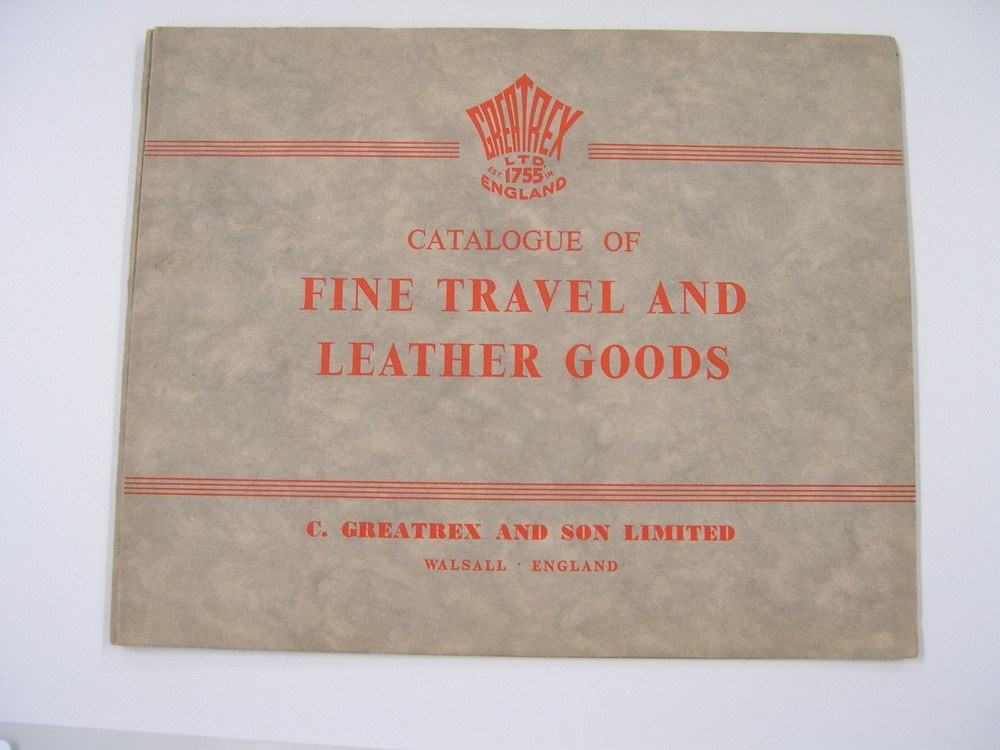 GREATREX
LTD.
EST. 1755 IN
ENGLAND
CATALOGUE OF
FINE TRAVEL AND
LEATHER GOODS
C. GREATREX AND SON LIMITED
WALSALL · ENGLAND